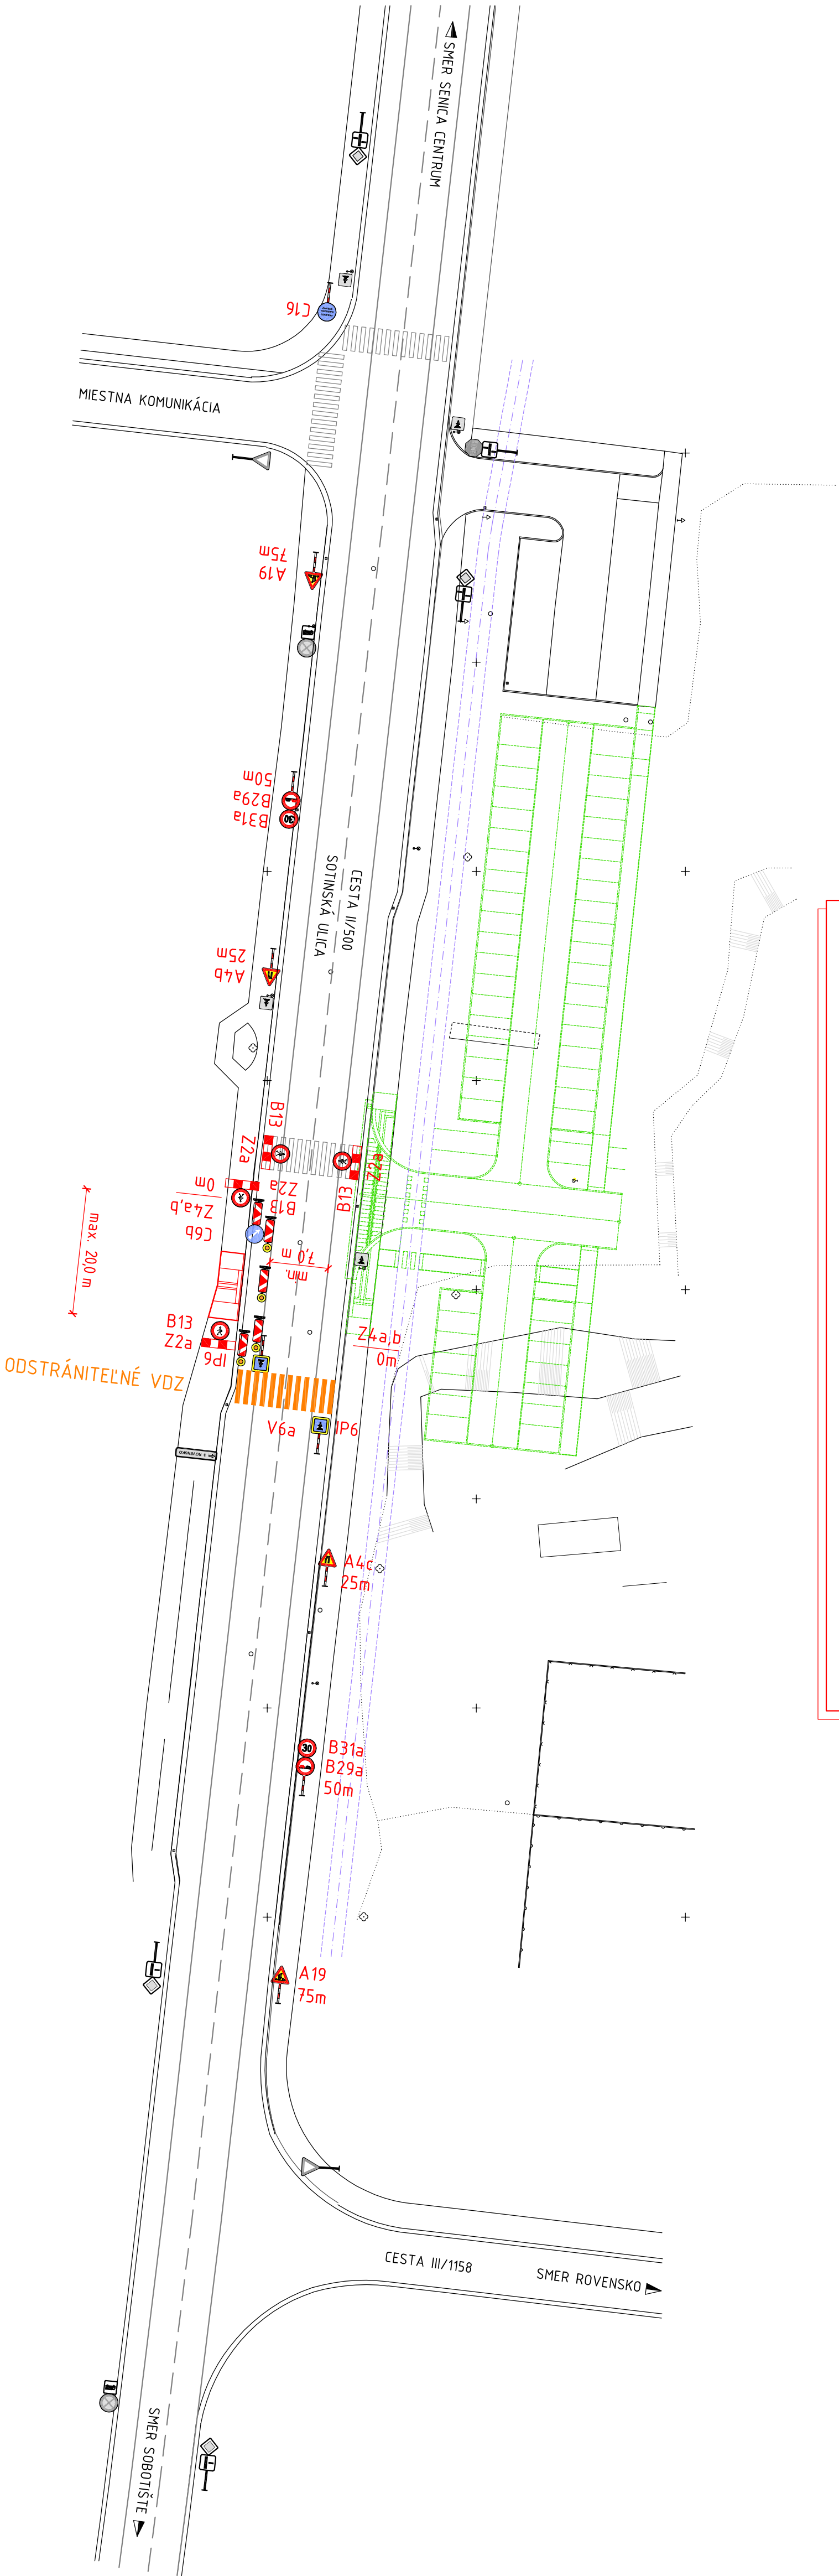 SMER SENICA CENTRUM
C16
MIESTNA KOMUNIKÁCIA
75m
A19
50m
B29a
B31a
30
CESTA II/500
SOTINSKÁ ULICA
25m
A4b
B13
Z2a
Z2a
B13
0m
Z4a,b
Z2a
B13
C6b
max. 20,0 m
min.
7,0 m
B13
Z2a
IP6
Z4a,b
0m
ODSTRÁNITEĽNÉ VDZ
V6a
IP6
A4c
25m
30
B31a
B29a
50m
A19
75m
CESTA III/1158
SMER ROVENSKO
SMER SOBOTIŠTE